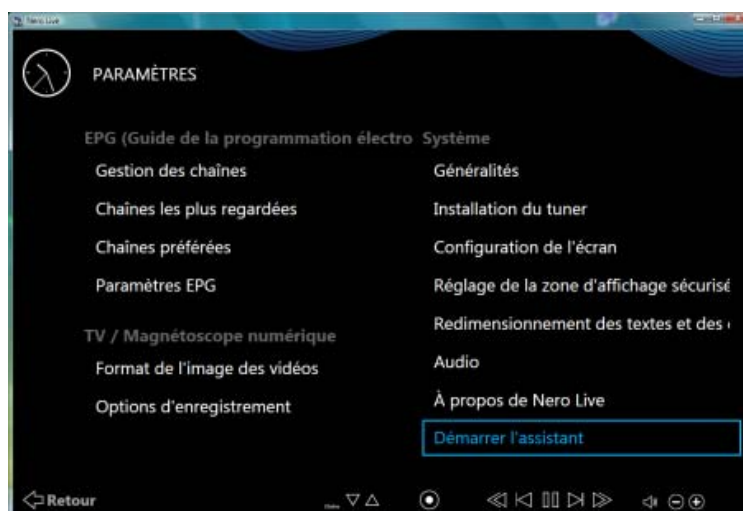 Nero Live
PARAMÈTRES
EPG (Guide de la programmation électro
Gestion des chaînes
Chaînes les plus regardées
Chaînes préférées
Paramètres EPG
TV / Magnétoscope numérique
Format de l'image des vidéos
Options d'enregistrement
Système
Généralités
Installation du tuner
Configuration de l'écran
Réglage de la zone d'affichage sécurisé
Redimensionnement des textes et des
Audio
À propos de Nero Live
Démarrer l'assistant
Retour